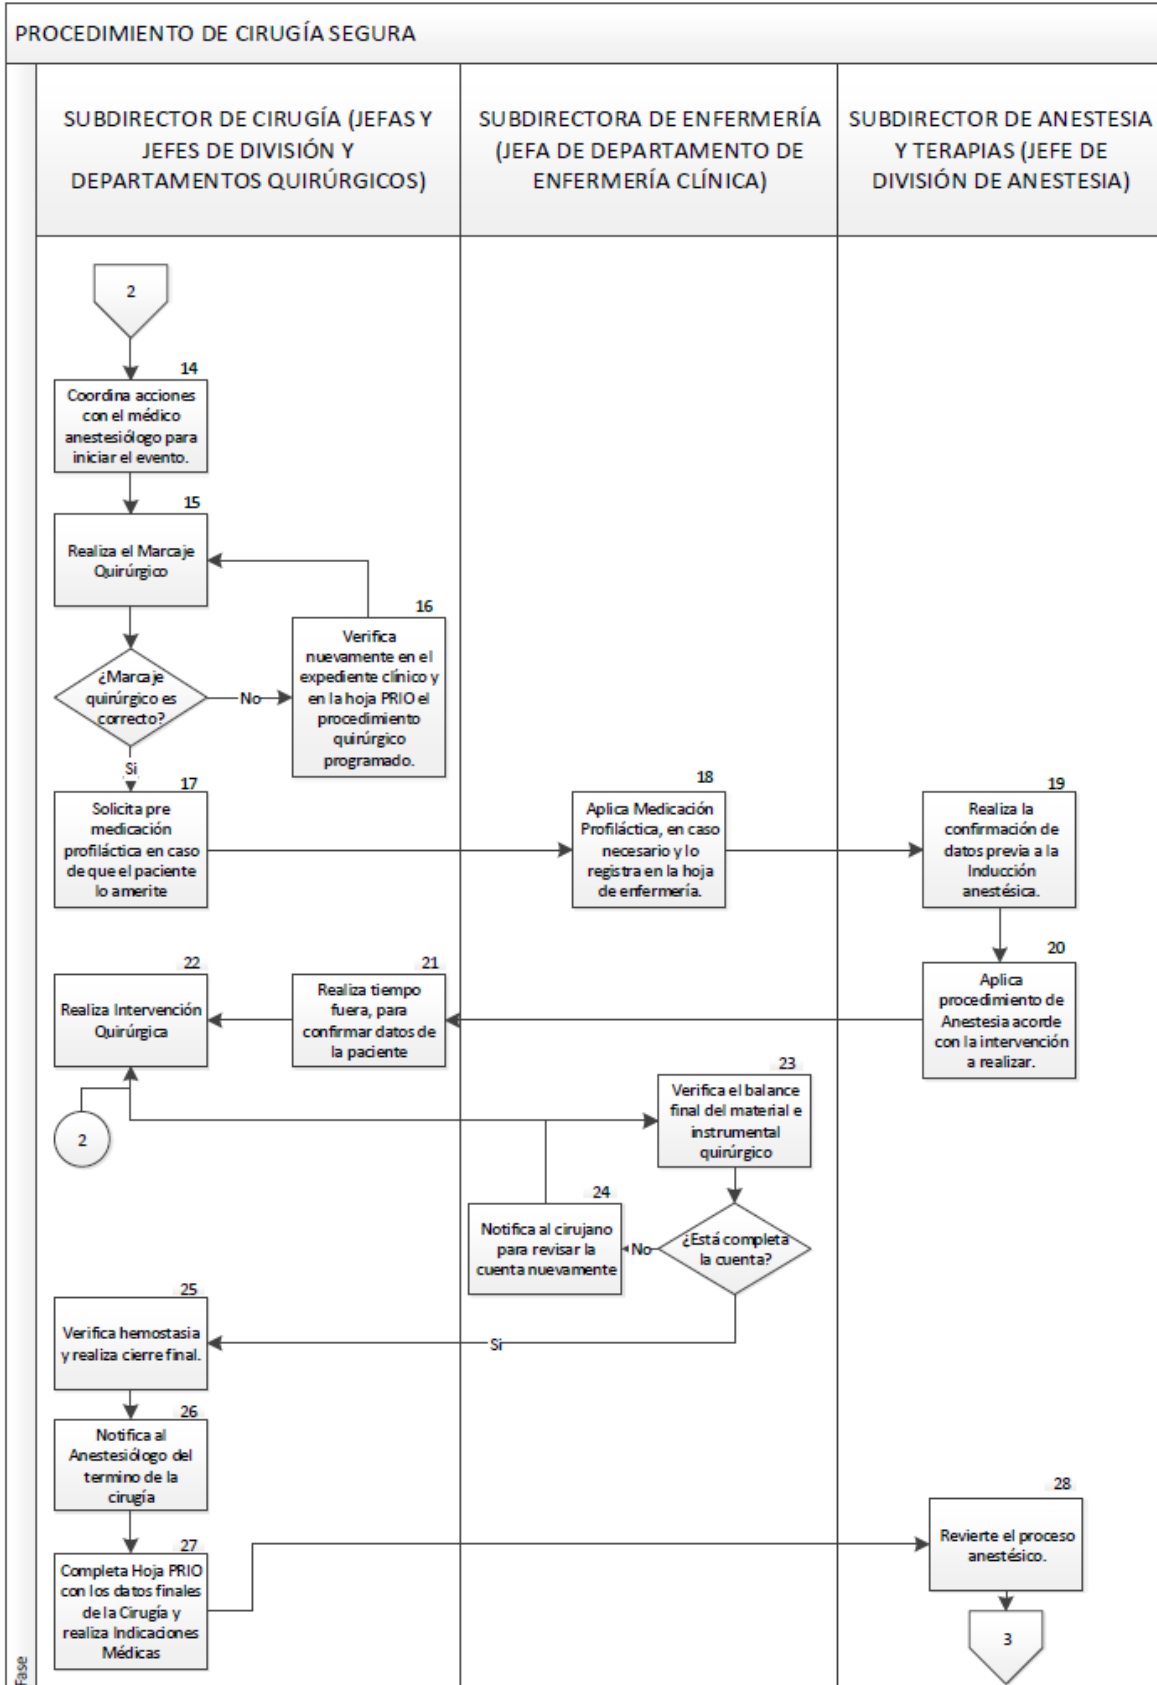 PROCEDIMIENTO DE CIRUGÍA SEGURA
SUBDIRECTOR DE CIRUGÍA (JEFAS Y
JEFES DE DIVISIÓN Y
DEPARTAMENTOS QUIRÚRGICOS)
SUBDIRECTORA DE ENFERMERÍA
(JEFA DE DEPARTAMENTO DE
ENFERMERÍA CLÍNICA)
SUBDIRECTOR DE ANESTESIA
Y TERAPIAS (JEFE DE
DIVISIÓN DE ANESTESIA)
2
14
Coordina acciones
con el médico
anestesiólogo para
iniciar el evento.
15
Realiza el Marcaje
Quirúrgico
16
Verifica
nuevamente en el
expediente clínico y
en la hoja PRIO el
procedimiento
quirúrgico
programado.
¿Marcaje
quirúrgico es
correcto?
No
Si
17
Solicita pre
medicación
profiláctica en caso
de que el paciente
lo amerite
18
Aplica Medicación
Profiláctica, en caso
necesario y lo
registra en la hoja
de enfermería.
19
Realiza la
confirmación de
datos previa a la
Inducción
anestésica.
20
Aplica
procedimiento de
Anestesia acorde
con la intervención
a realizar.
21
Realiza tiempo
fuera, para
confirmar datos de
la paciente
22
Realiza Intervención
Quirúrgica
2
23
Verifica el balance
final del material e
instrumental
quirúrgico
¿Está completa
la cuenta?
No
24
Notifica al cirujano
para revisar la
cuenta nuevamente
Si
25
Verifica hemostasia
y realiza cierre final.
26
Notifica al
Anestesiólogo del
termino de la
cirugía
27
Completa Hoja PRIO
con los datos finales
de la Cirugía y
realiza Indicaciones
Médicas
28
Revierte el proceso
anestésico.
3
Fase